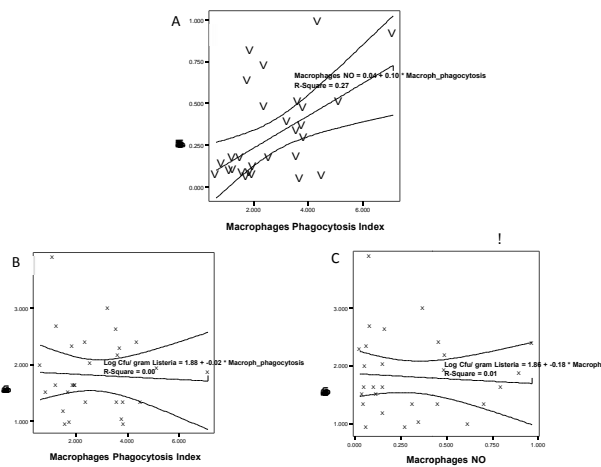 A
1.000
0.750
0.500
0.250
0.000
Macrophages NO = 0.04 + 0.10 * Macroph_phagocytosis
R-Square = 0.27
2.000 4.000 6.000
Macrophages Phagocytosis Index
!
B
3.000
2.000
1.000
Log Cfu/ gram Listeria = 1.88 + -0.02 * Macroph_phagocytosis
R-Square = 0.00
2.000 4.000 6.000
Macrophages Phagocytosis Index
C
3.000
2.000
1.000
Log Cfu/ gram Listeria = 1.86 + -0.18 * Macroph
R-Square = 0.01
0.000 0.250 0.500 0.750 1.000
Macrophages NO